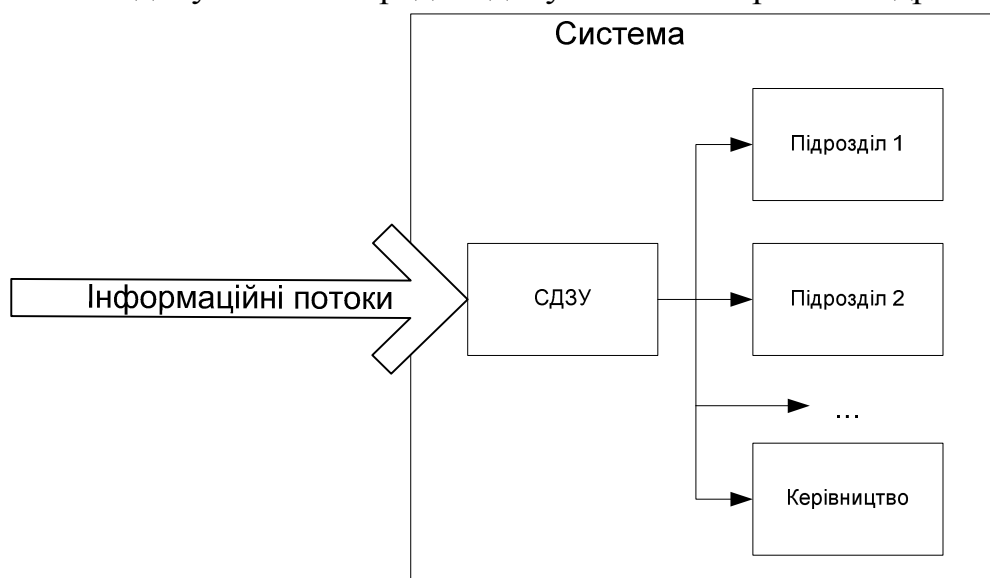 Система
Підрозділ 1
Інформаційні потоки
СДЗУ
Підрозділ 2
...
Керівництво